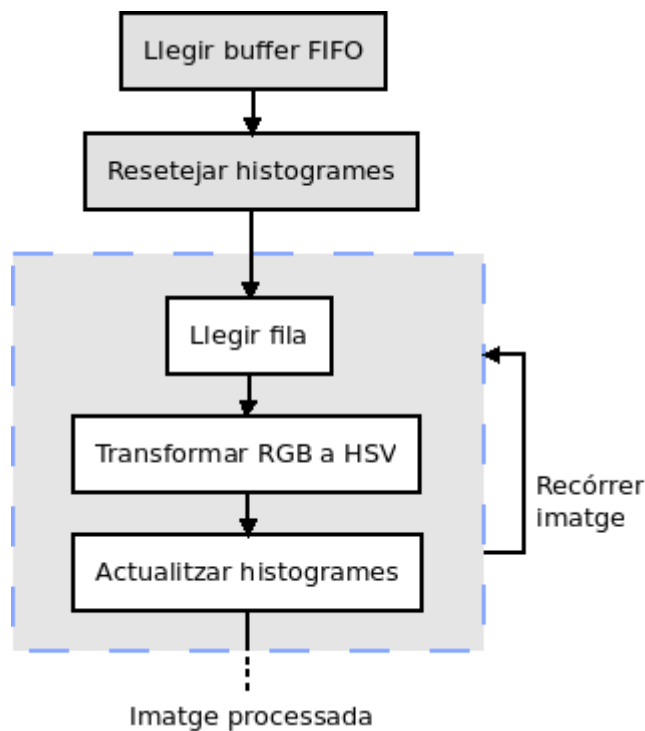 Llegir buffer FIFO
Resetejar histogrames
Llegir fila
Transformar RGB a HSV
Actualitzar histogrames
Recórrer
imatge
Imatge processada